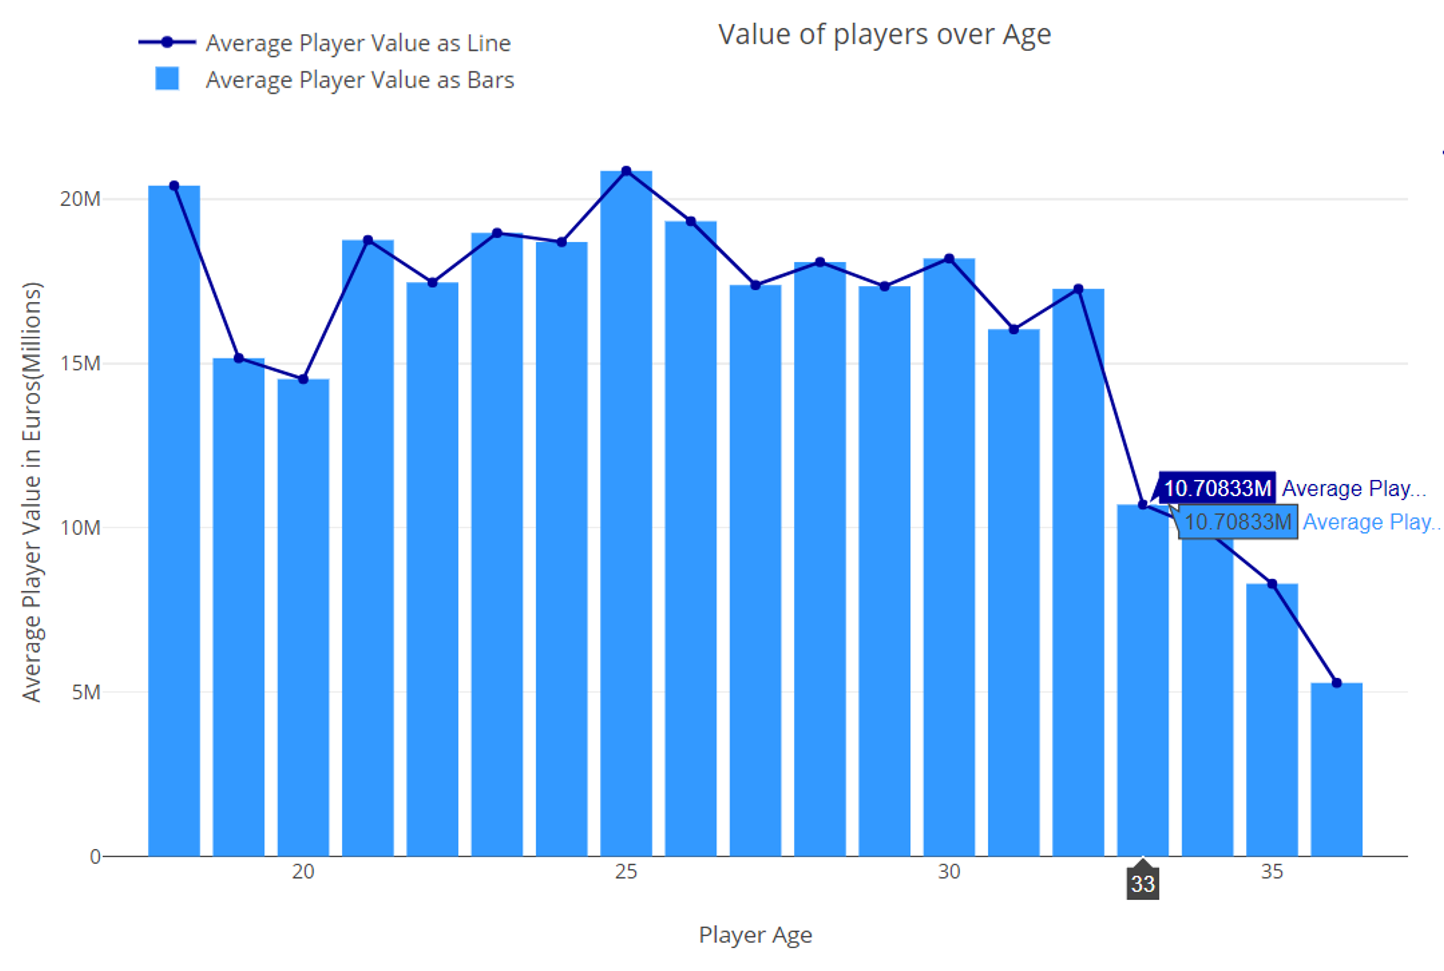 Value of players over Age
Average Player Value as Line
Average Player Value as Bars
Average Player Value in Euros(Millions)
20M
15M
10M
5M
0
10.70833M Average Play...
10.70833M Average Play..
20
25
30
33
35
Player Age